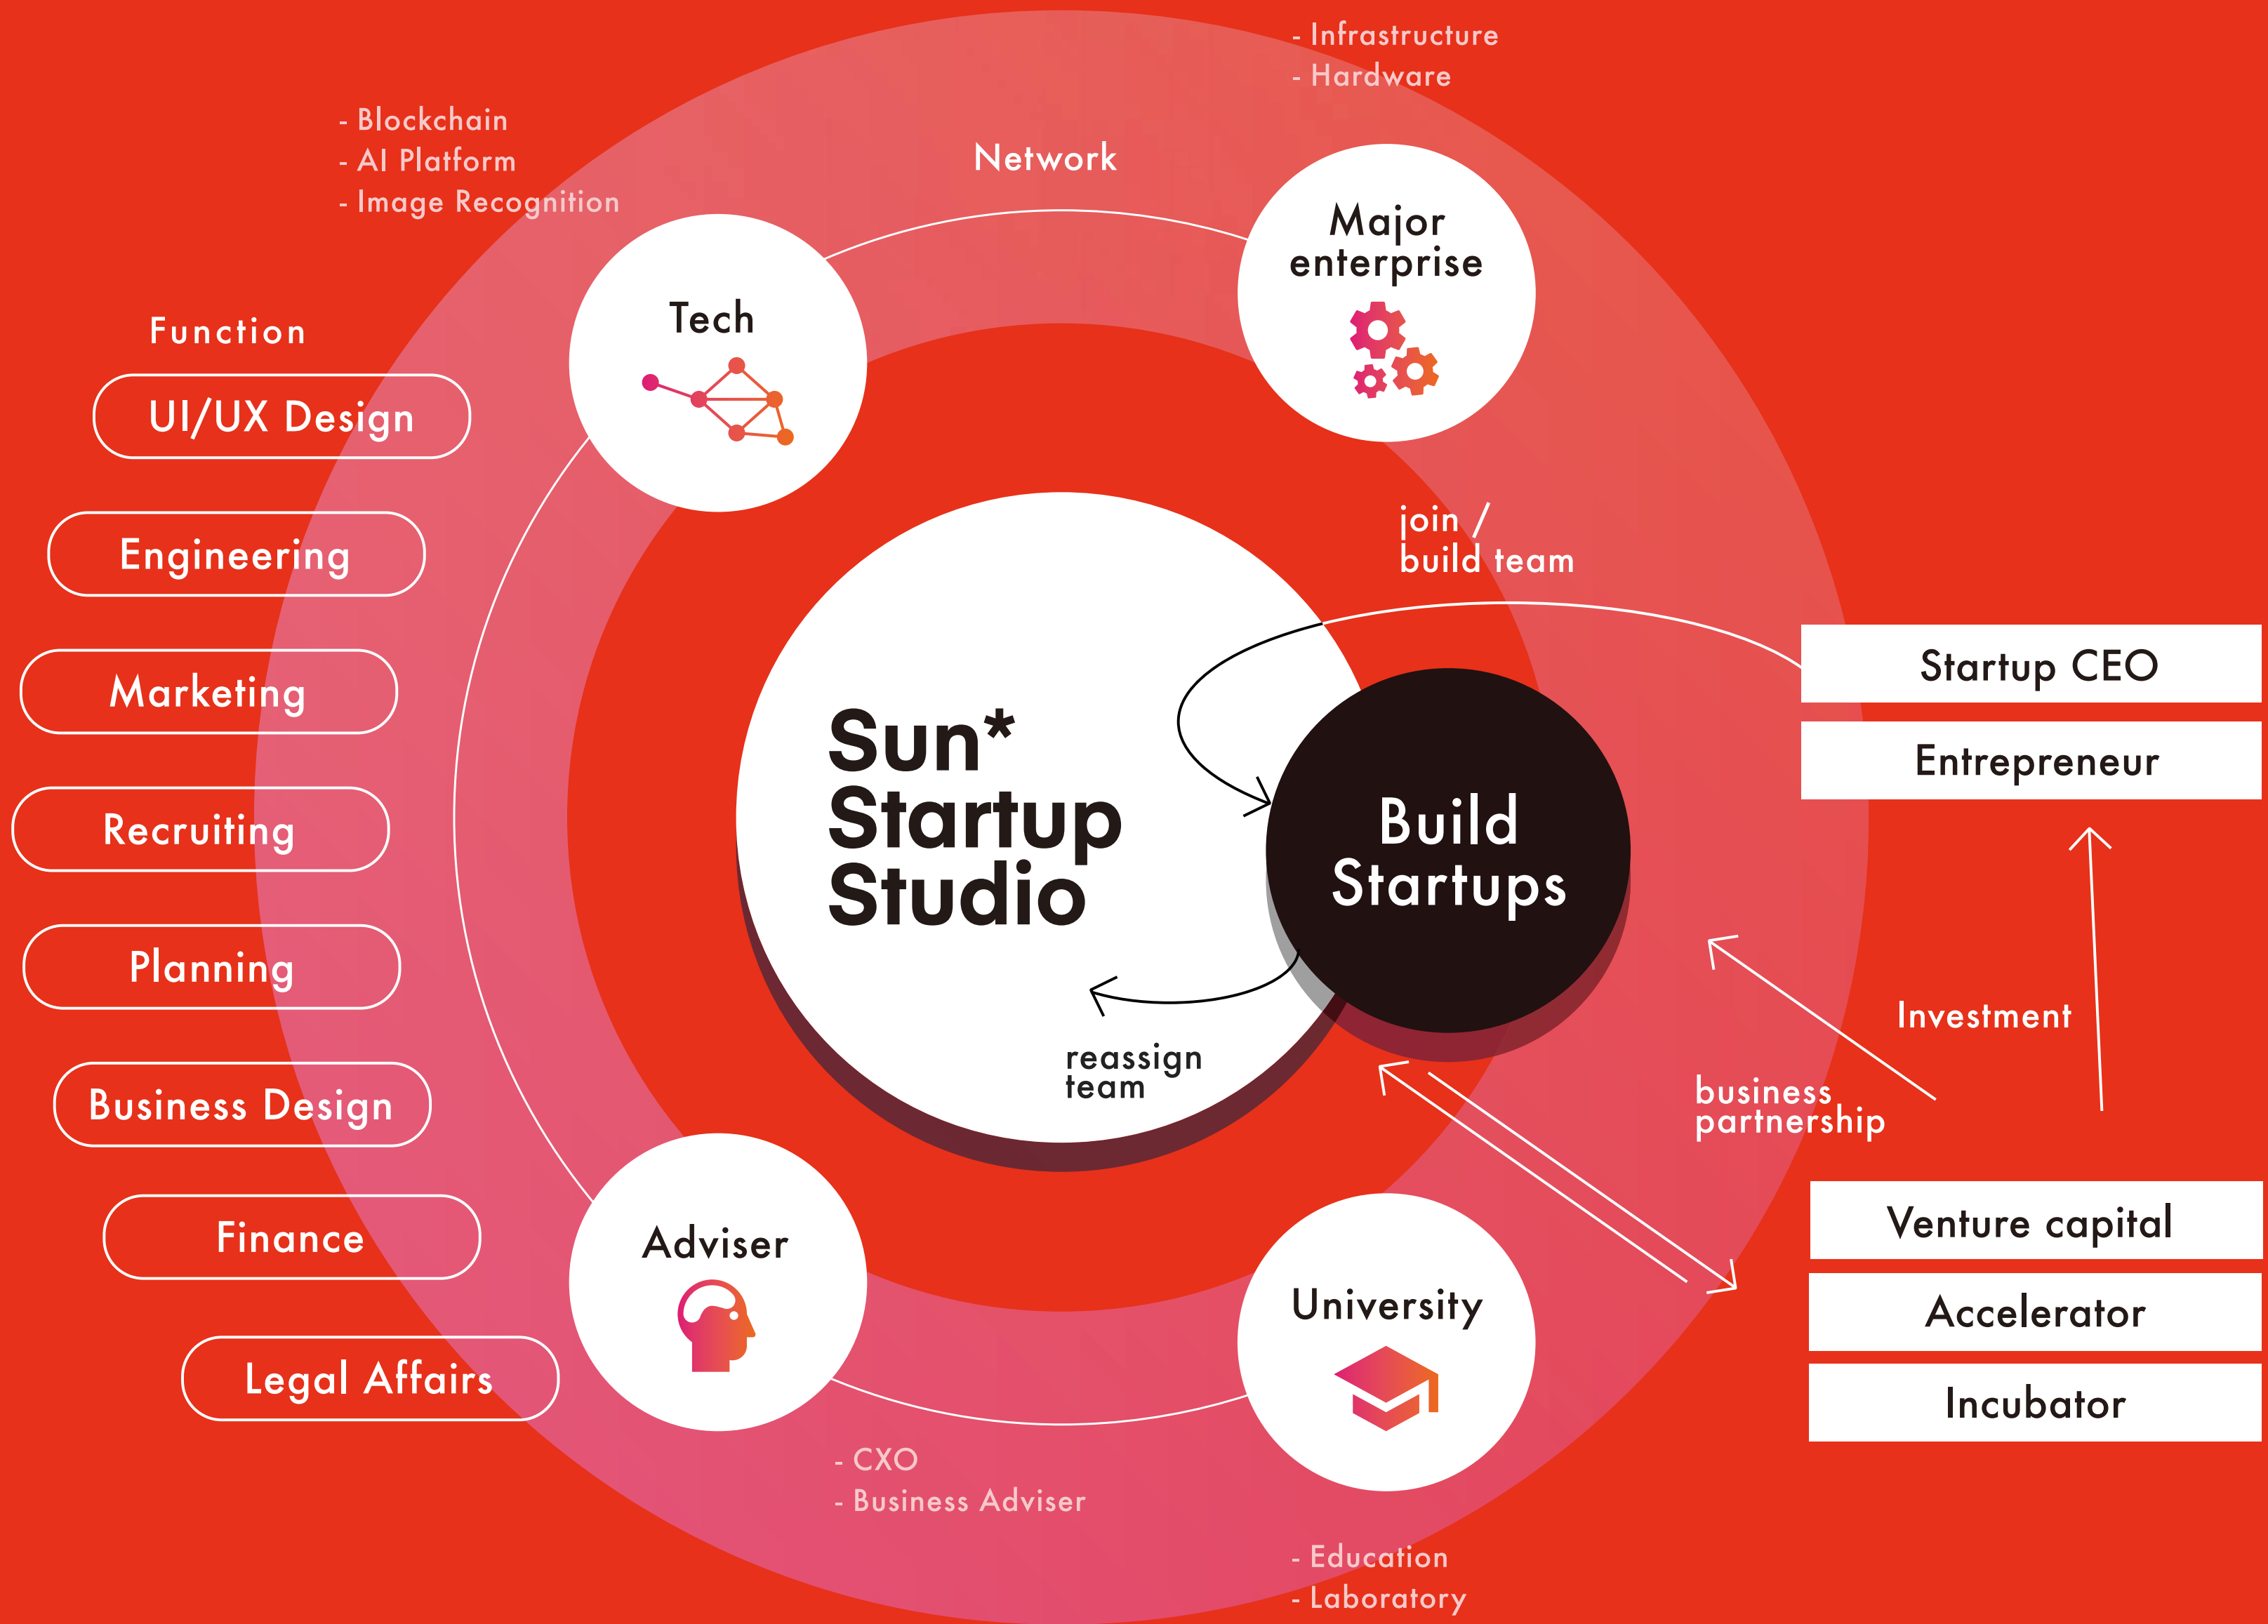 - Infrastructure
- Hardware
- Blockchain
- AI Platform
- Image Recognition
Network
Major
enterprise
Tech
Function
UI/UX Design
Engineering
Marketing
Recruiting
Planning
Business Design
Finance
Legal Affairs
join /
build team
Sun*
Startup
Studio
Build
Startups
reassign
team
Startup CEO
Entrepreneur
Investment
business
partnership
Venture capital
Accelerator
Incubator
Adviser
University
- CXO
- Business Adviser
- Education
- Laboratory